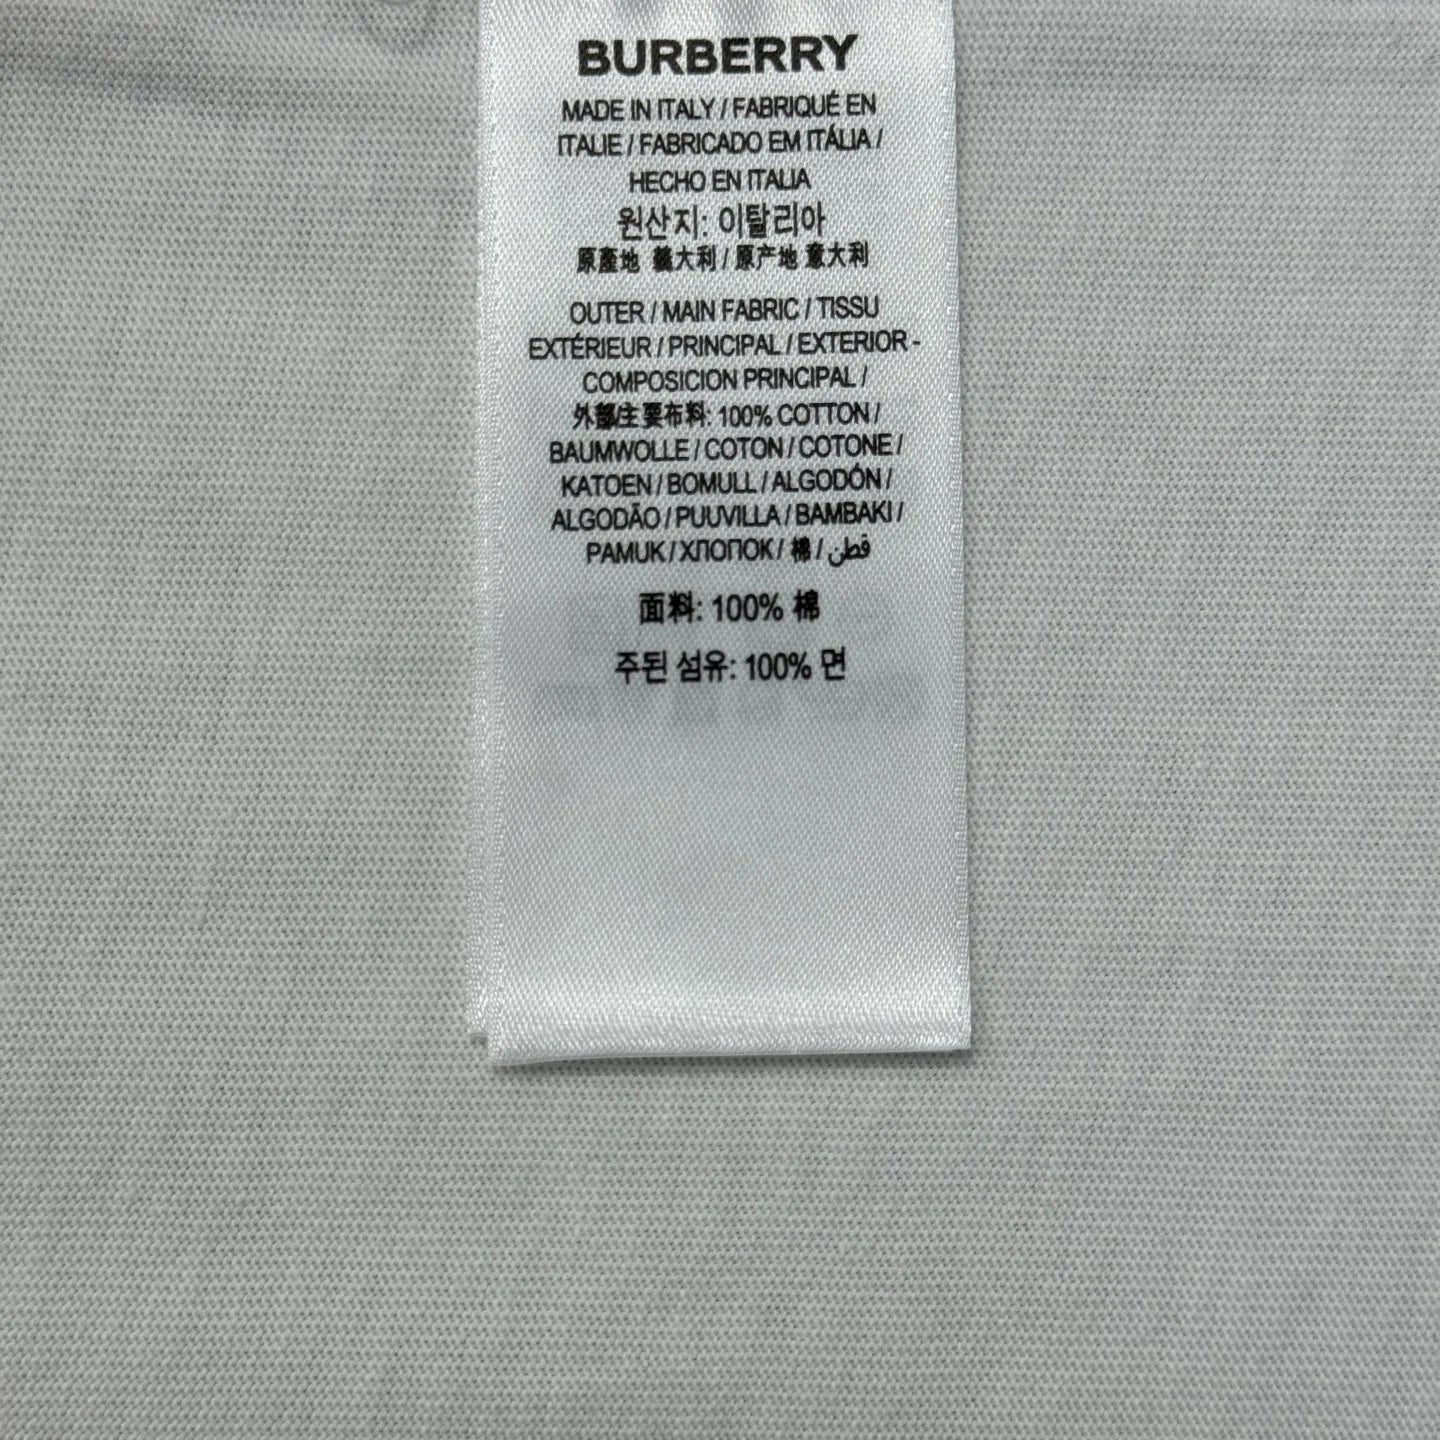 BURBERRY
MADE IN ITALY / FABRIQUÉ EN
ITALIE / FABRICADO EM ITÁLIA /
HECHO EN ITALIA
원산지: 이탈리아
原產地 義大利 / 原产地 意大利
OUTER / MAIN FABRIC / TISSU
EXTÉRIEUR / PRINCIPAL / EXTERIOR -
COMPOSICION PRINCIPAL /
外部/主要布料: 100% COTTON /
BAUMWOLLE / COTON / COTONE /
KATOEN / BOMULL / ALGODÓN /
ALGODÃO / PUUVILLA / BAMBAKI /
PAMUK / ХЛОПОК / 棉 / قطن
面料: 100% 棉
주된 섬유: 100% 면